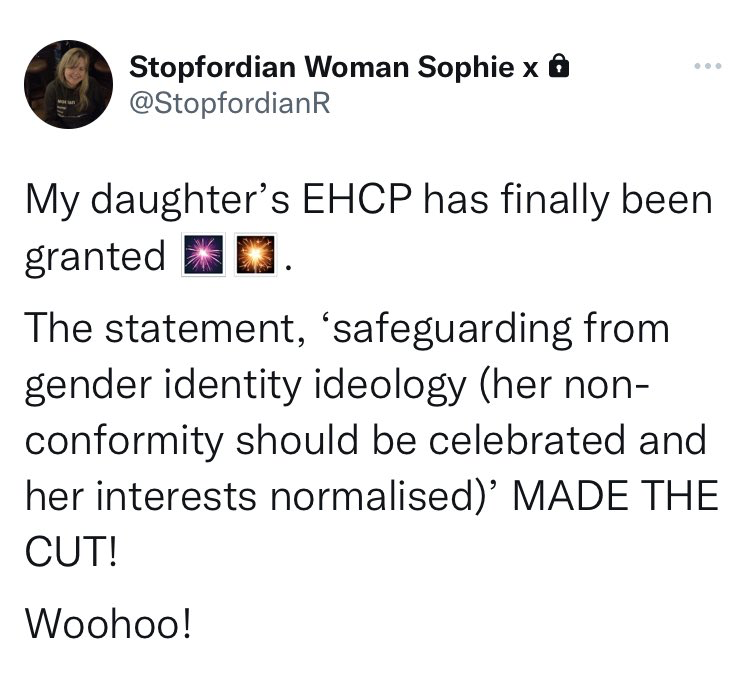 Stopfordian Woman Sophie x
@StopfordianR
My daughter’s EHCP has finally been
granted 🎆🎇.
The statement, ‘safeguarding from
gender identity ideology (her non-
conformity should be celebrated and
her interests normalised)’ MADE THE
CUT!
Woohoo!